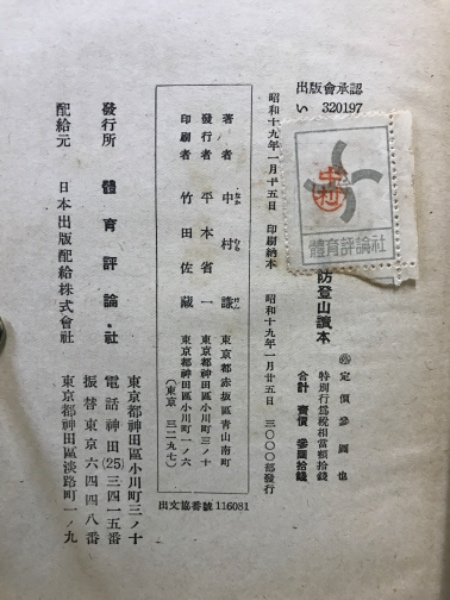 出版會承認
い 320197
體育評論社
中村
防登山讀本
㊞ 定價參圓也
特別行爲稅相當額拾錢
合計 賣價 參圓拾錢
昭和十九年一月十五日 印刷納本 昭和十九年一月廿五日 三〇〇〇部發行
著者 中村謙 東京都赤坂區青山南町
發行者 平本省一 東京都神田區小川町三ノ十
印刷者 竹田佐藏 東京都神田區小川町一ノ六
(東京 三二九七)
出文協番號 116081
發行所 體育評論社
東京都神田區小川町三ノ十
電話神田(25)三四一五番
振替東京六四四八番
配給元 日本出版配給株式會社 東京都神田區淡路町一ノ九